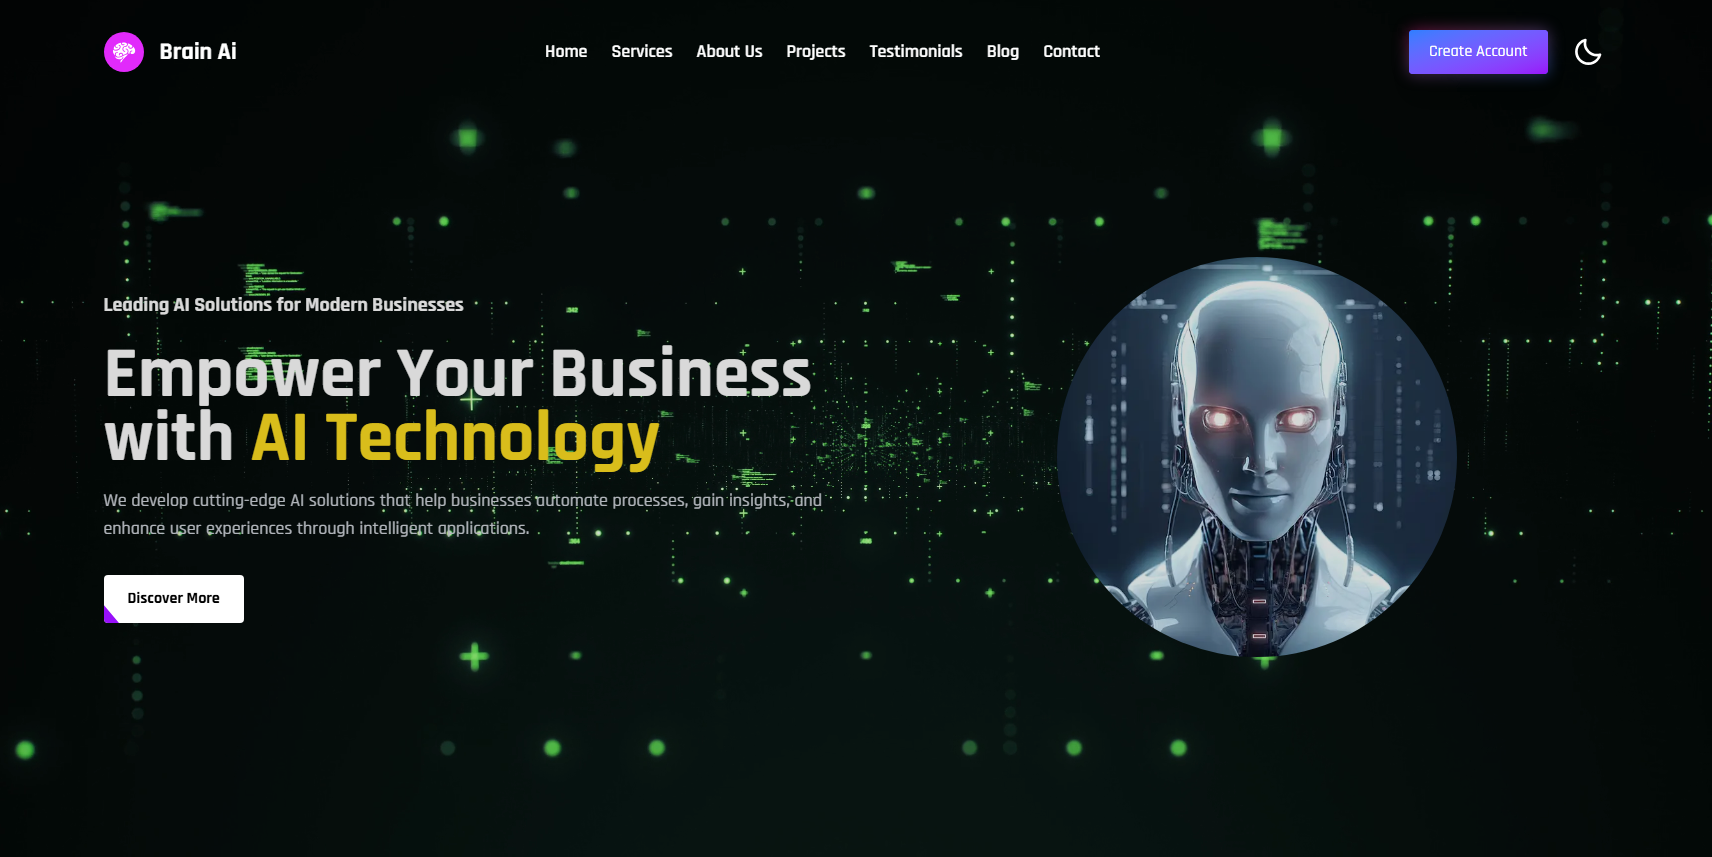 Brain Ai
Home Services About Us Projects Testimonials Blog Contact
Create Account
Leading AI Solutions for Modern Businesses
Empower Your Business
with AI Technology
We develop cutting-edge AI solutions that help businesses automate processes, gain insights, and
enhance user experiences through intelligent applications.
Discover More